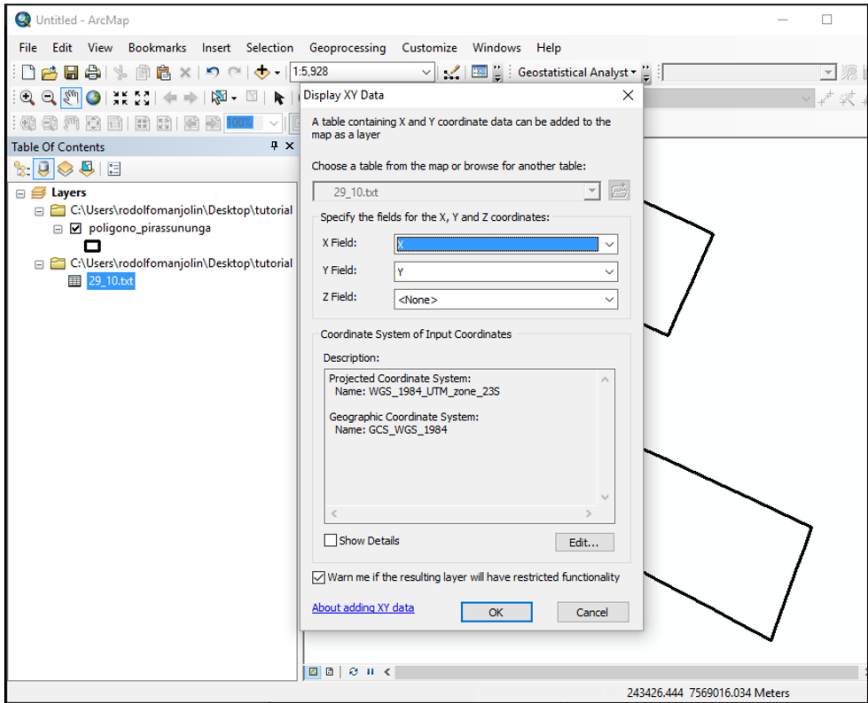 Untitled - ArcMap
File Edit View Bookmarks Insert Selection Geoprocessing Customize Windows Help
1:5,928
Geostatistical Analyst
100%
Table Of Contents
Layers
C:\Users\rodolfomanjolin\Desktop\tutorial
poligono_pirassununga
C:\Users\rodolfomanjolin\Desktop\tutorial
29_10.txt
Display XY Data
A table containing X and Y coordinate data can be added to the
map as a layer
Choose a table from the map or browse for another table:
29_10.txt
Specify the fields for the X, Y and Z coordinates:
X Field: X
Y Field: Y
Z Field: <None>
Coordinate System of Input Coordinates
Description:
Projected Coordinate System:
Name: WGS_1984_UTM_zone_23S
Geographic Coordinate System:
Name: GCS_WGS_1984
Show Details
Edit...
Warn me if the resulting layer will have restricted functionality
About adding XY data
OK
Cancel
243426.444 7569016.034 Meters